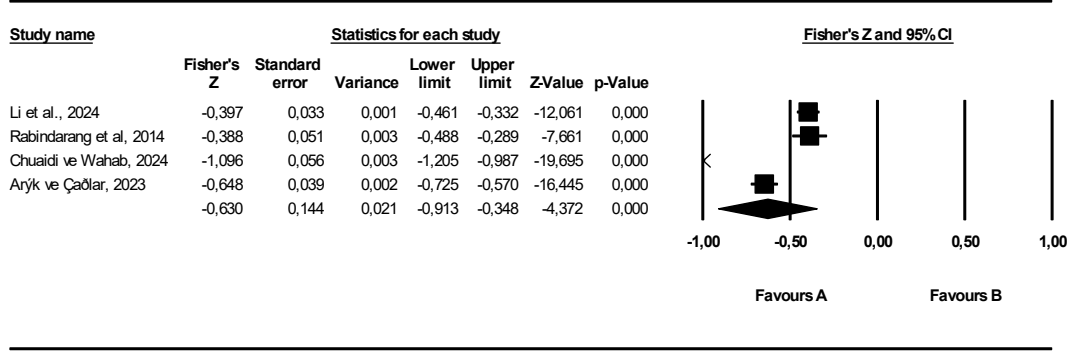 Study name Statistics for each study Fisher's Z and 95% CI
Fisher's Standard Lower Upper
Z error Variance limit limit Z-Value p-Value
Li et al., 2024 -0,397 0,033 0,001 -0,461 -0,332 -12,061 0,000
Rabindarang et al, 2014 -0,388 0,051 0,003 -0,488 -0,289 -7,661 0,000
Chuaidi ve Wahab, 2024 -1,096 0,056 0,003 -1,205 -0,987 -19,695 0,000
Arýk ve Çaðlar, 2023 -0,648 0,039 0,002 -0,725 -0,570 -16,445 0,000
-0,630 0,144 0,021 -0,913 -0,348 -4,372 0,000
-1,00 -0,50 0,00 0,50 1,00
Favours A Favours B